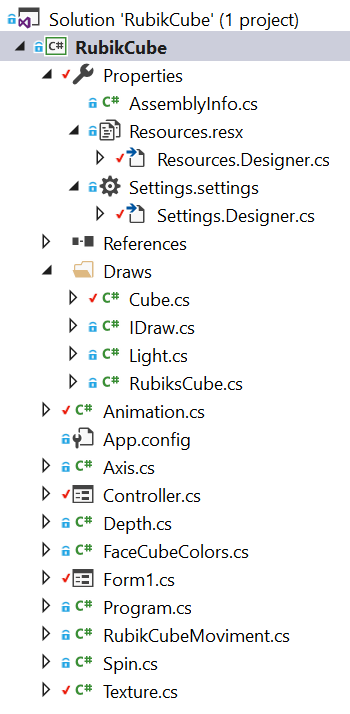 Solution 'RubikCube' (1 project)
C# RubikCube
Properties
C# AssemblyInfo.cs
Resources.resx
Resources.Designer.cs
Settings.settings
Settings.Designer.cs
References
Draws
C# Cube.cs
C# IDraw.cs
C# Light.cs
C# RubiksCube.cs
C# Animation.cs
App.config
C# Axis.cs
Controller.cs
C# Depth.cs
C# FaceCubeColors.cs
Form1.cs
C# Program.cs
C# RubikCubeMoviment.cs
C# Spin.cs
C# Texture.cs